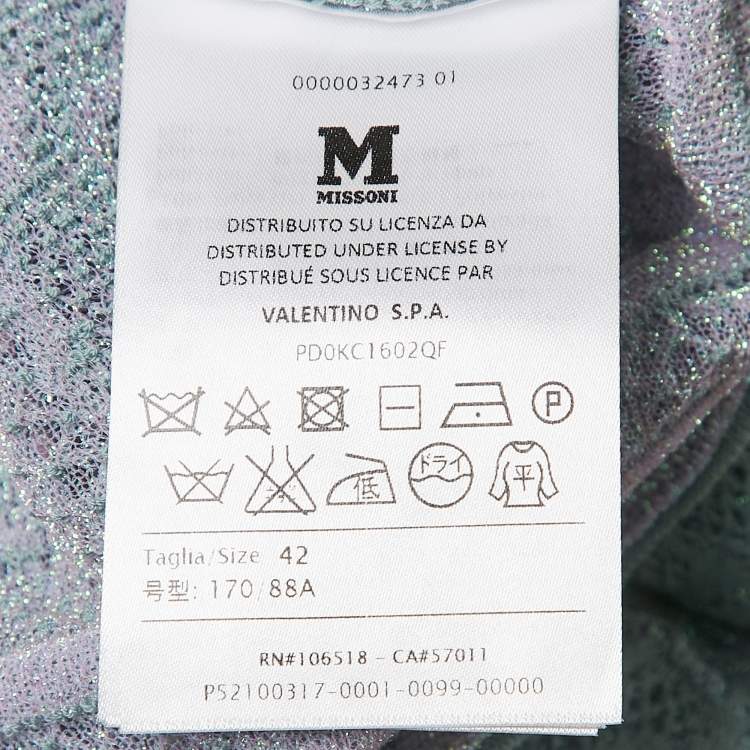 0000032473 01
M
MISSONI
DISTRIBUITO SU LICENZA DA
DISTRIBUTED UNDER LICENSE BY
DISTRIBUÉ SOUS LICENCE PAR
VALENTINO S.P.A.
PD0KC1602QF
P
低 ドライ 平
Taglia/Size 42
号型: 170/88A
RN#106518 - CA#57011
P52100317-0001-0099-00000